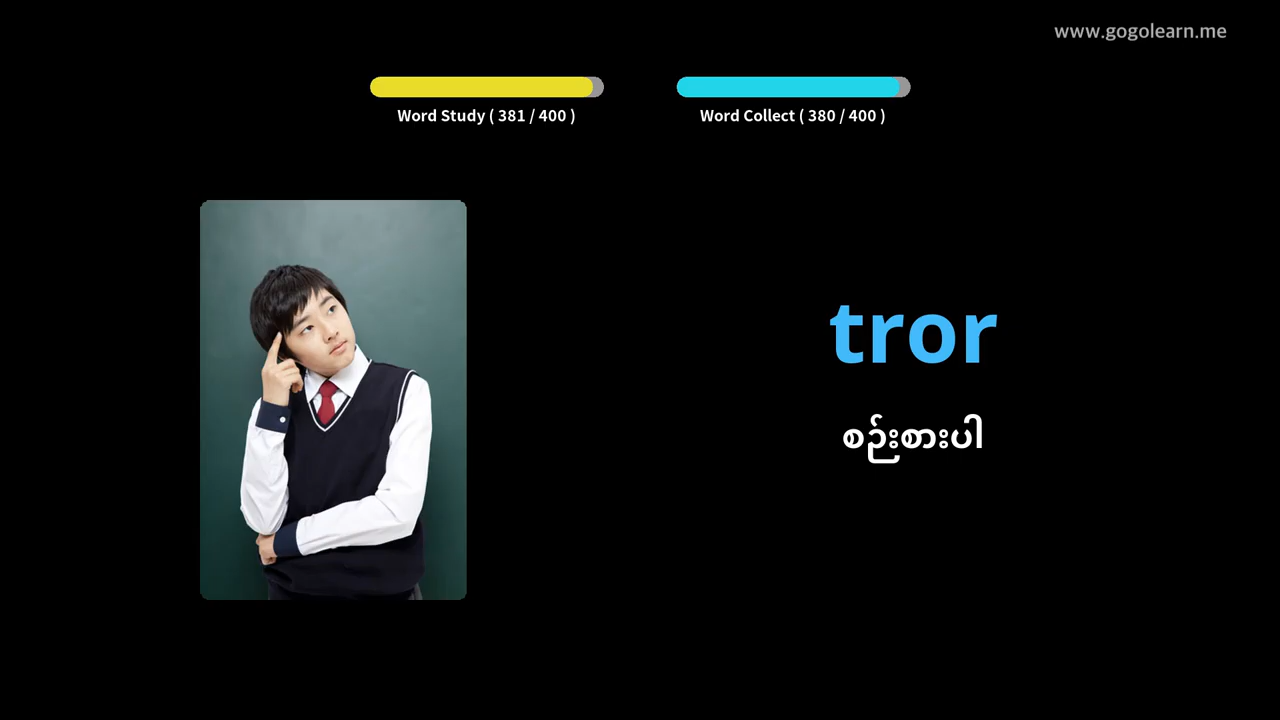 www.gogolearn.me
Word Study ( 381 / 400 )
Word Collect ( 380 / 400 )
tror
စဉ်းစားပါ